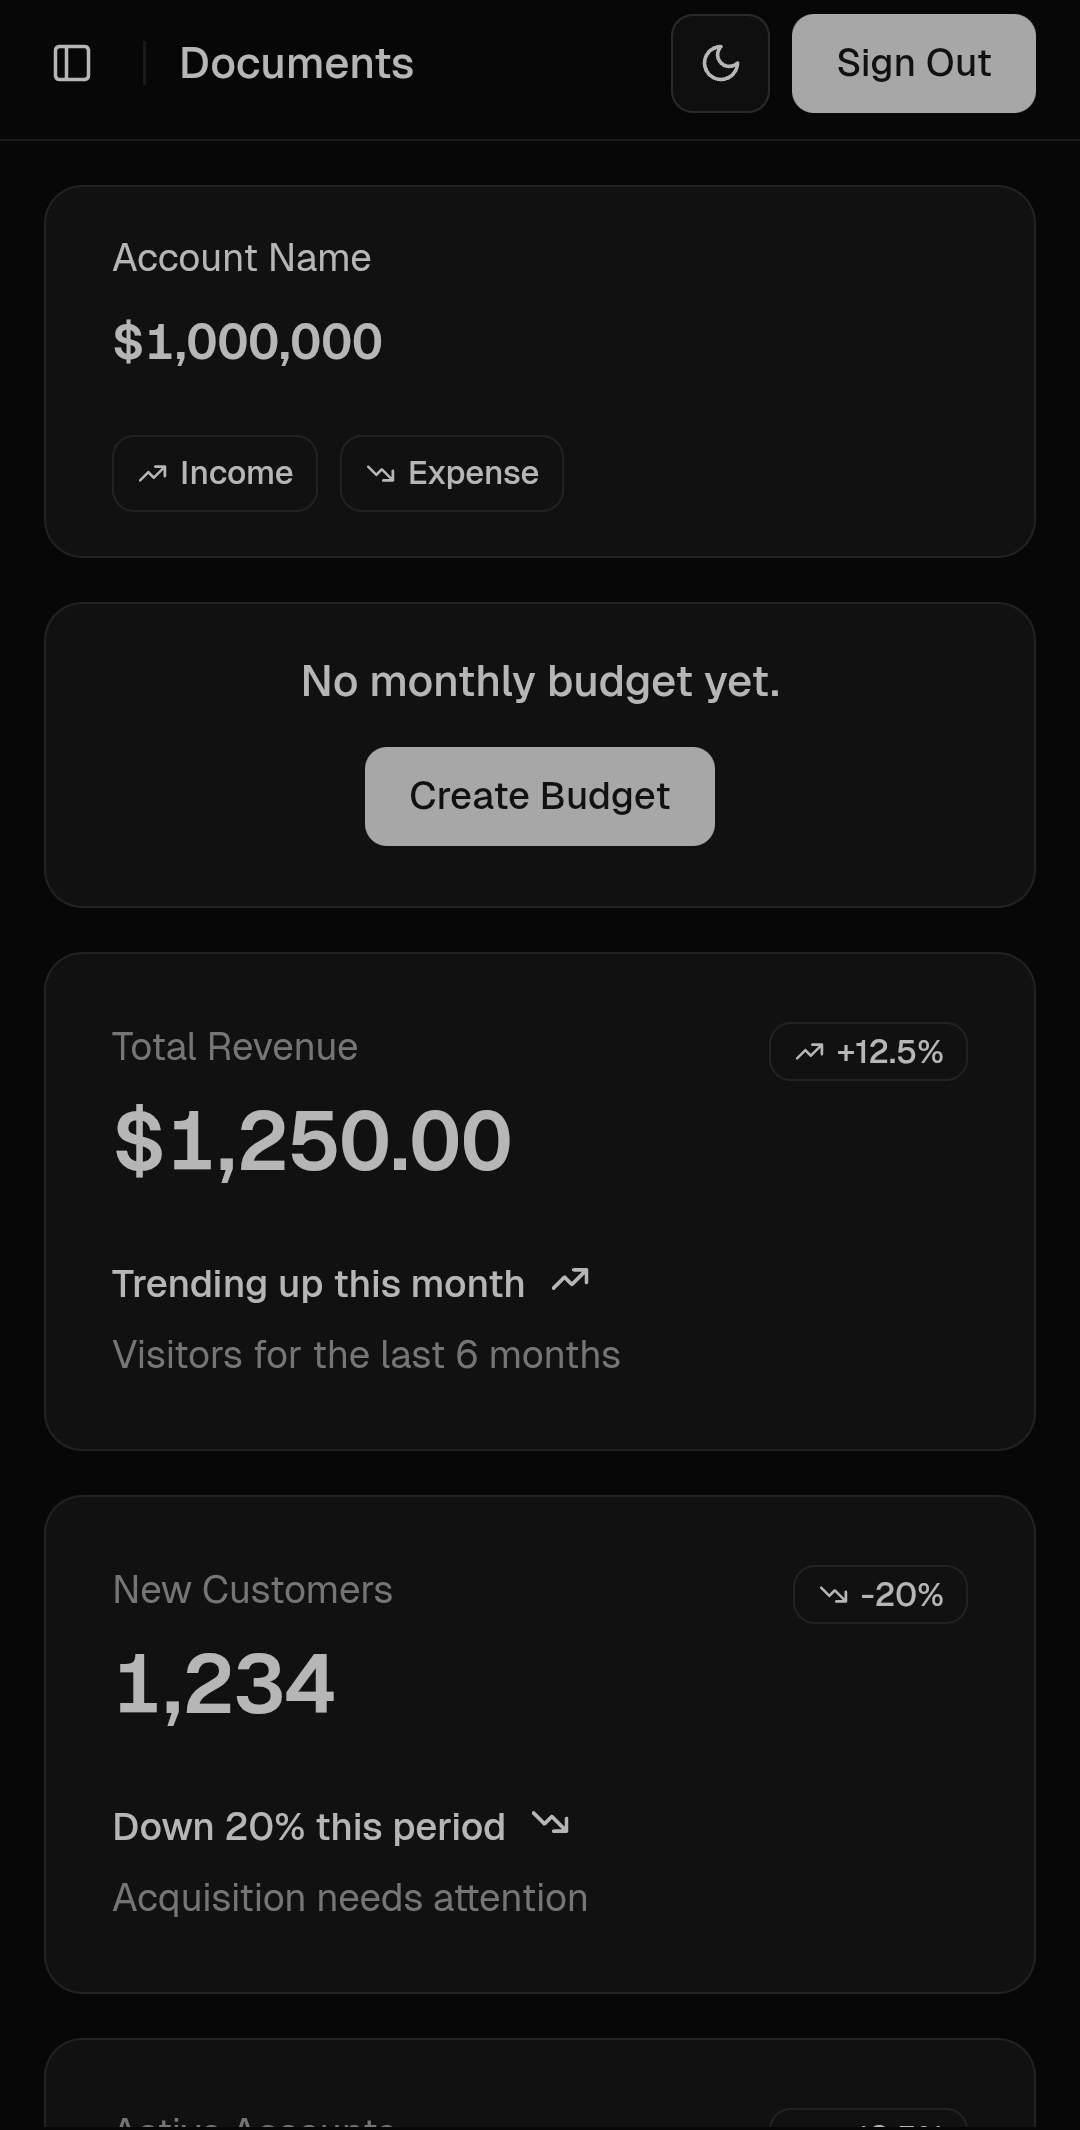 Documents
Sign Out
Account Name
$1,000,000
Income
Expense
No monthly budget yet.
Create Budget
Total Revenue
+12.5%
$1,250.00
Trending up this month
Visitors for the last 6 months
New Customers
-20%
1,234
Down 20% this period
Acquisition needs attention
Active Accounts